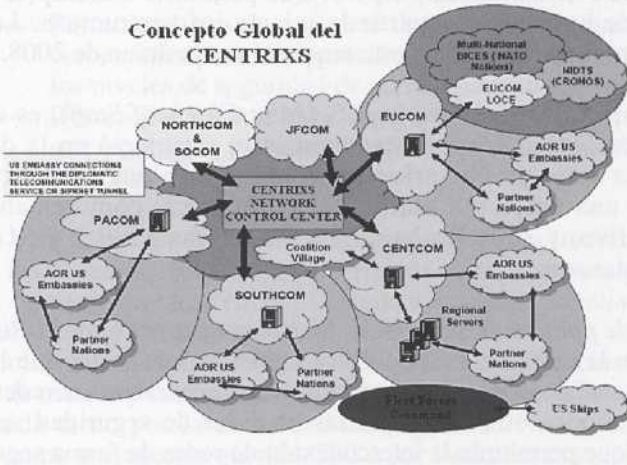 Concepto Global del
CENTRIXS
Multi-National
BICES ( NATO
Nations)
NIDTS
(CRONOS)
EUCOM
LOCE
NORTHCOM
&
SOCOM
JFCOM
EUCOM
AOR US
Embassies
Partner
Nations
US EMBASSY CONNECTIONS
THROUGH THE DIPLOMATIC
TELECOMMUNICATIONS
SERVICE OR SIPRNET TUNNEL
CENTRIXS
NETWORK
CONTROL CENTER
PACOM
AOR US
Embassies
Partner
Nations
Coalition
Village
CENTCOM
AOR US
Embassies
Regional
Servers
Partner
Nations
SOUTHCOM
AOR US
Embassies
Partner
Nations
Fleet Forces
Command
US Ships